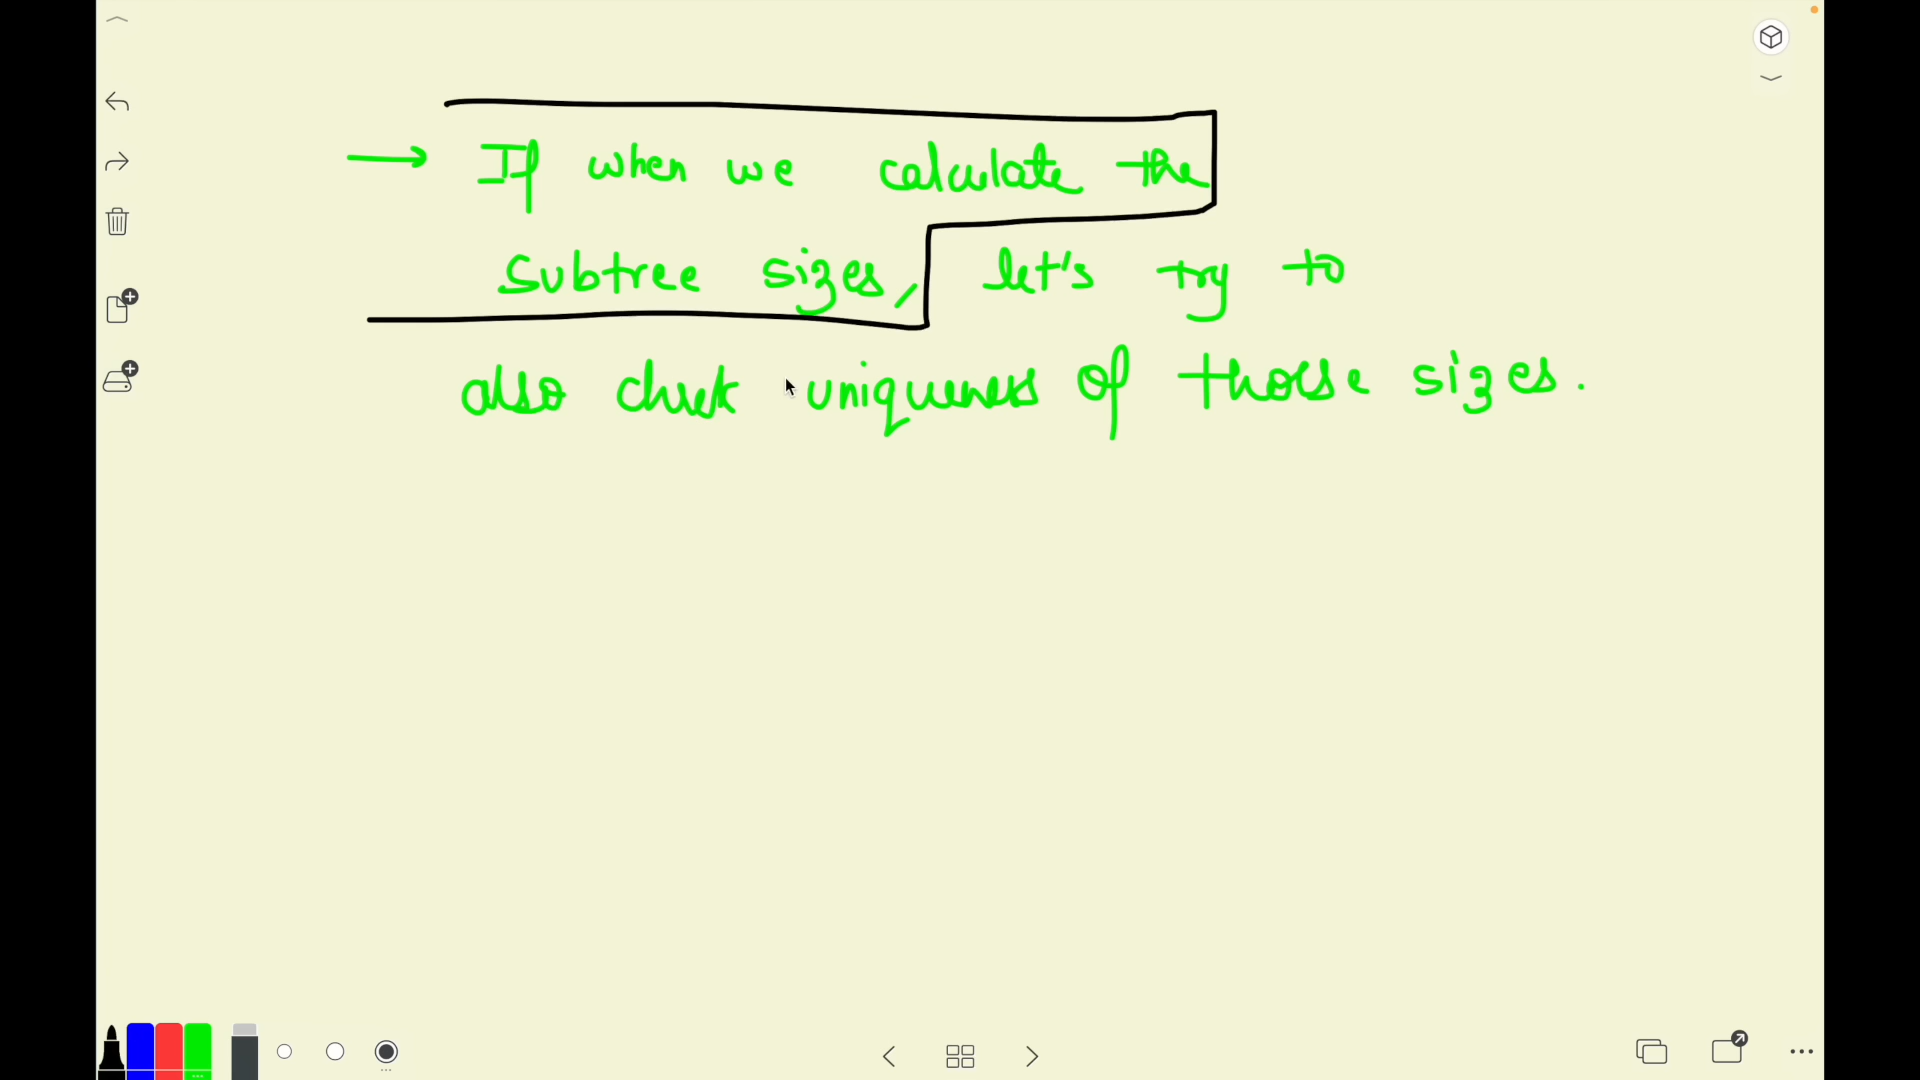 → If when we calculate the
subtree sizes, let's try to
also check uniqueness of those sizes.